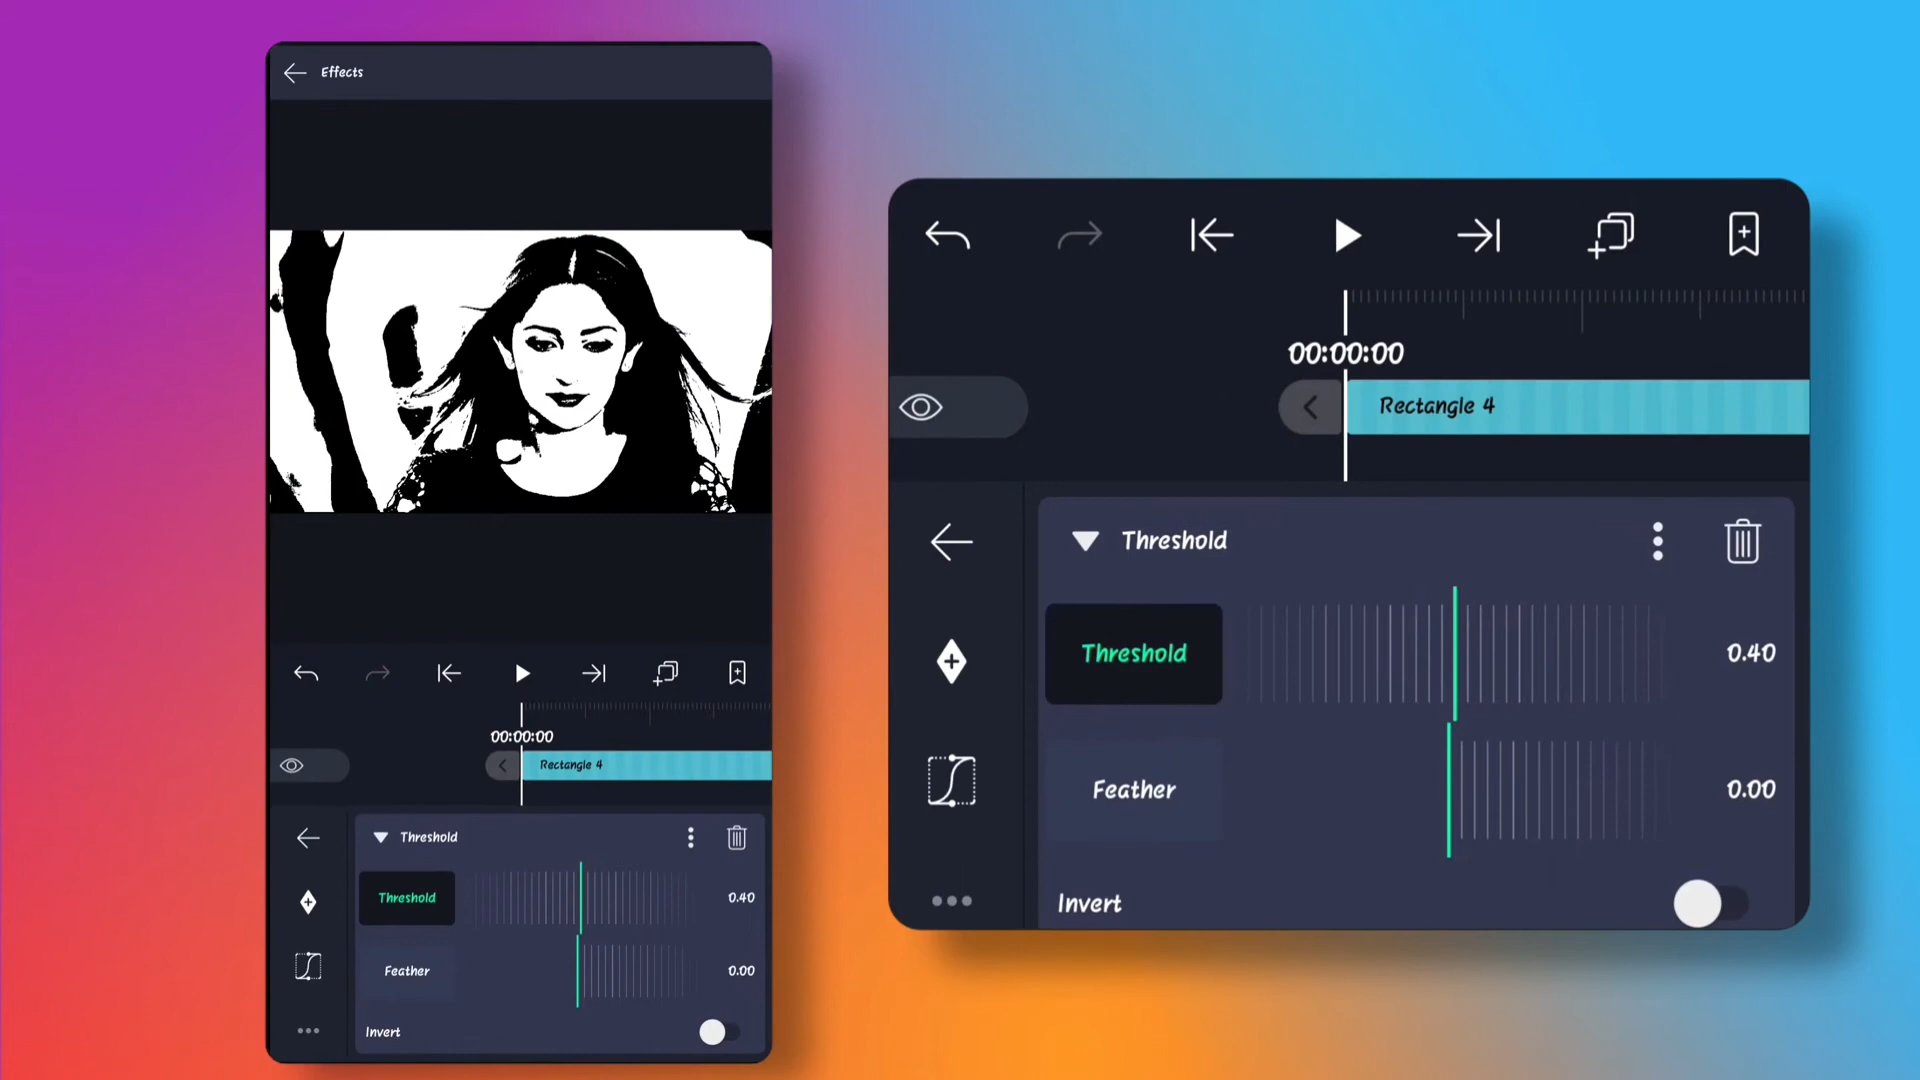 Effects
00:00:00
Rectangle 4
Threshold
Threshold
0.40
Feather
0.00
Invert
00:00:00
Rectangle 4
Threshold
Threshold
0.40
Feather
0.00
Invert